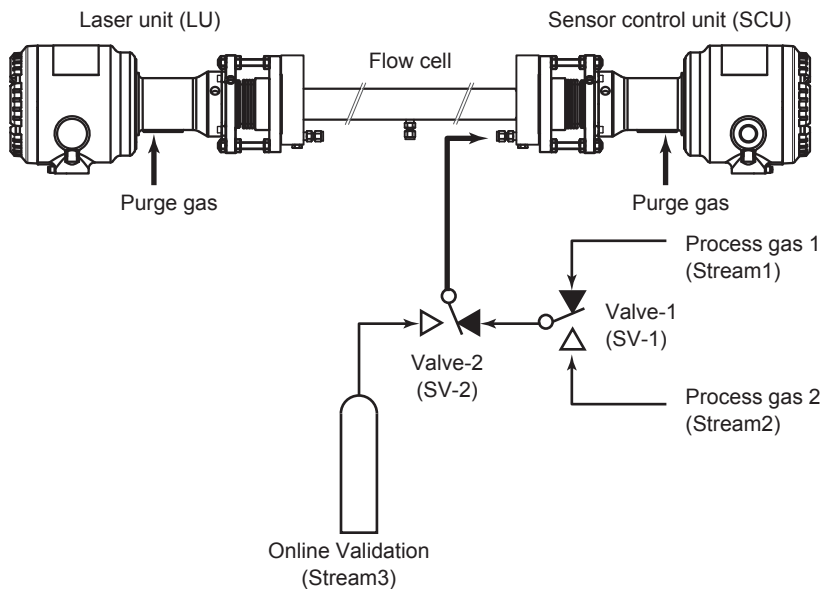 Laser unit (LU)
Sensor control unit (SCU)
Flow cell
Purge gas
Purge gas
Process gas 1
(Stream1)
Valve-1
(SV-1)
Valve-2
(SV-2)
Process gas 2
(Stream2)
Online Validation
(Stream3)